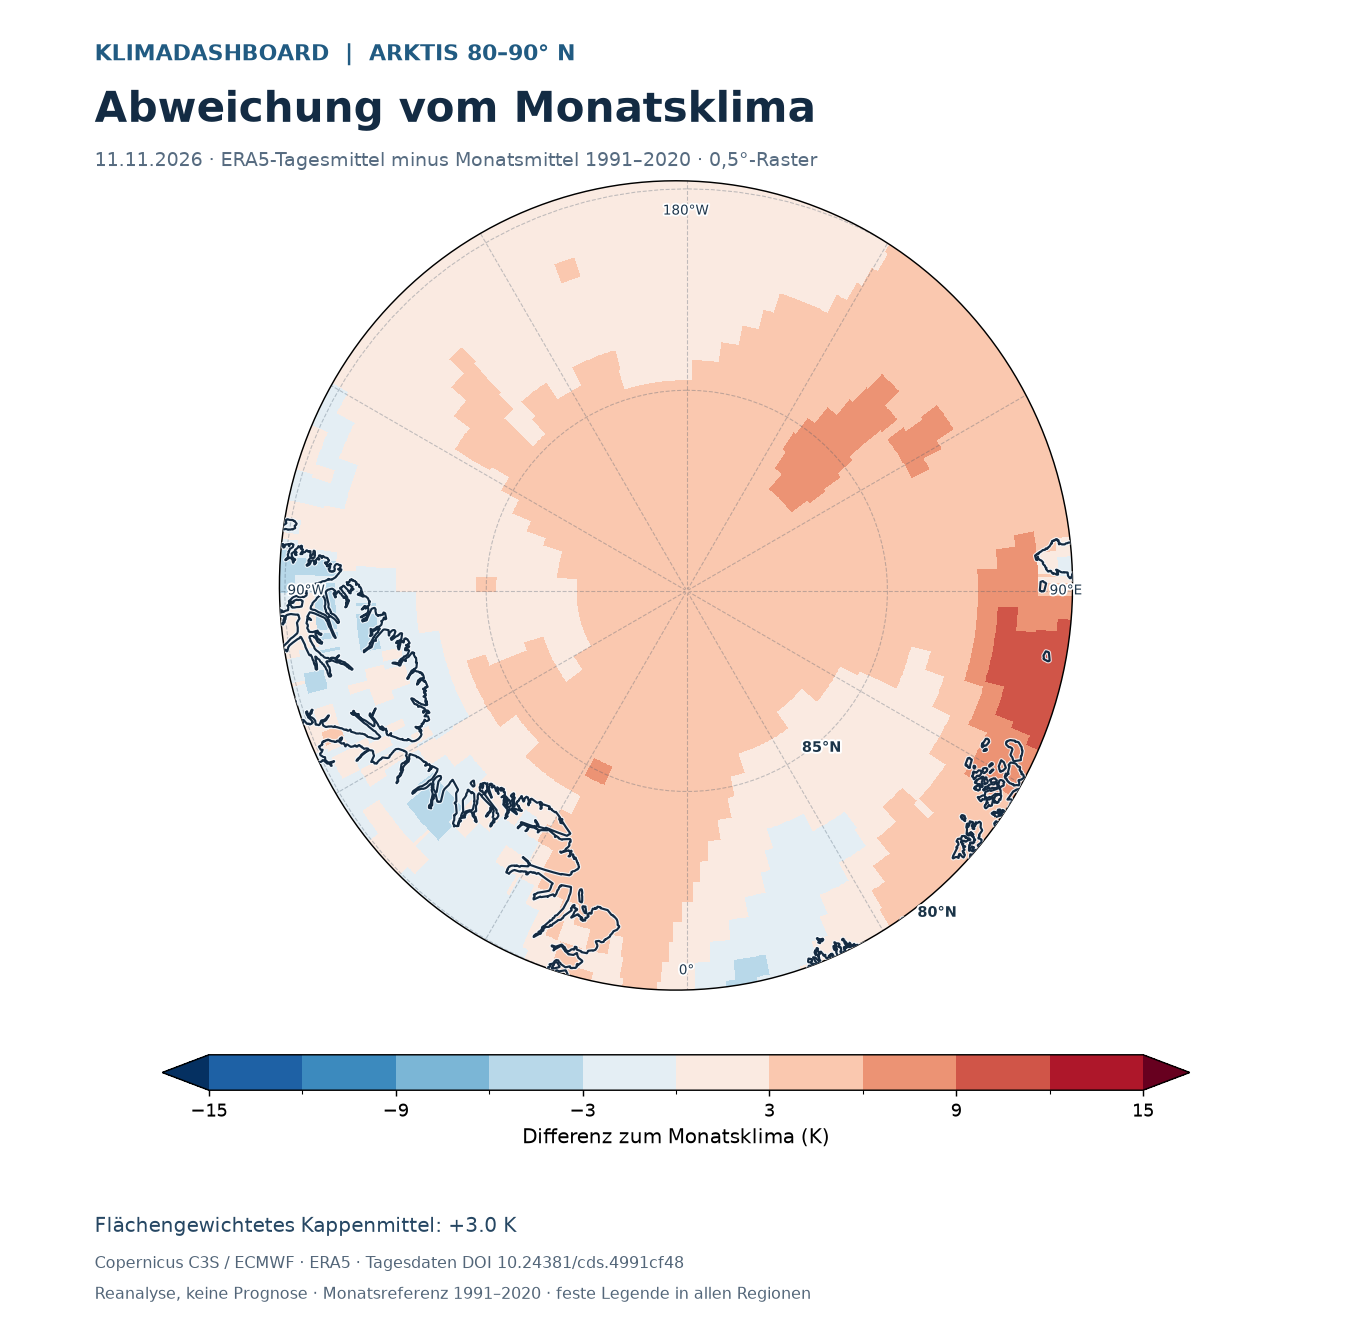 KLIMADASHBOARD | ARKTIS 80–90° N
Abweichung vom Monatsklima
11.11.2026 · ERA5-Tagesmittel minus Monatsmittel 1991–2020 · 0,5°-Raster
180°W
90°W
90°E
85°N
80°N
0°
−15 −9 −3 3 9 15
Differenz zum Monatsklima (K)
Flächengewichtetes Kappenmittel: +3.0 K
Copernicus C3S / ECMWF · ERA5 · Tagesdaten DOI 10.24381/cds.4991cf48
Reanalyse, keine Prognose · Monatsreferenz 1991–2020 · feste Legende in allen Regionen